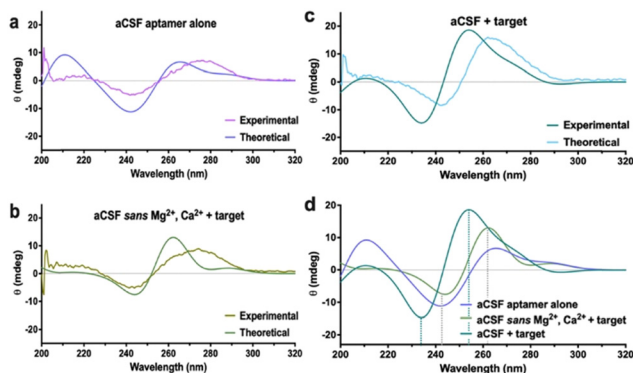 a
aCSF aptamer alone
θ (mdeg)
20
10
0
-10
-20
Experimental
Theoretical
200 220 240 260 280 300 320
Wavelength (nm)
b
aCSF sans Mg²⁺, Ca²⁺ + target
θ (mdeg)
20
10
0
-10
-20
Experimental
Theoretical
200 220 240 260 280 300 320
Wavelength (nm)
c
aCSF + target
θ (mdeg)
20
10
0
-10
-20
Experimental
Theoretical
200 220 240 260 280 300 320
Wavelength (nm)
d
θ (mdeg)
20
10
0
-10
-20
aCSF aptamer alone
aCSF sans Mg²⁺, Ca²⁺ + target
aCSF + target
200 220 240 260 280 300 320
Wavelength (nm)